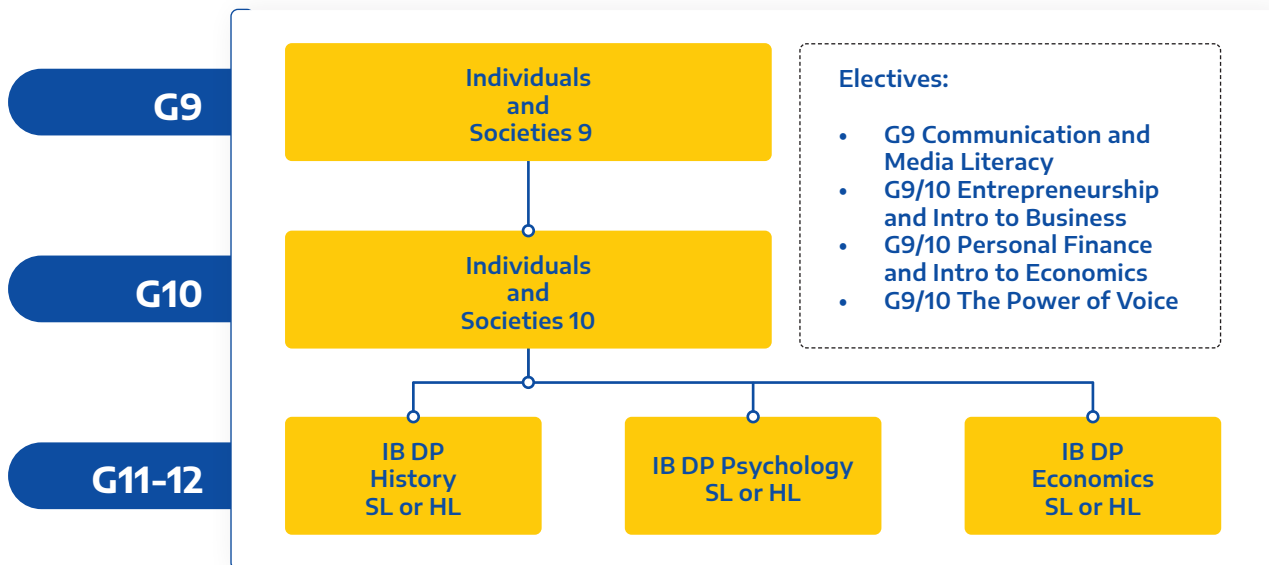 G9
Individuals
and
Societies 9
Electives:
• G9 Communication and
Media Literacy
• G9/10 Entrepreneurship
and Intro to Business
• G9/10 Personal Finance
and Intro to Economics
• G9/10 The Power of Voice
G10
Individuals
and
Societies 10
G11-12
IB DP
History
SL or HL
IB DP Psychology
SL or HL
IB DP
Economics
SL or HL